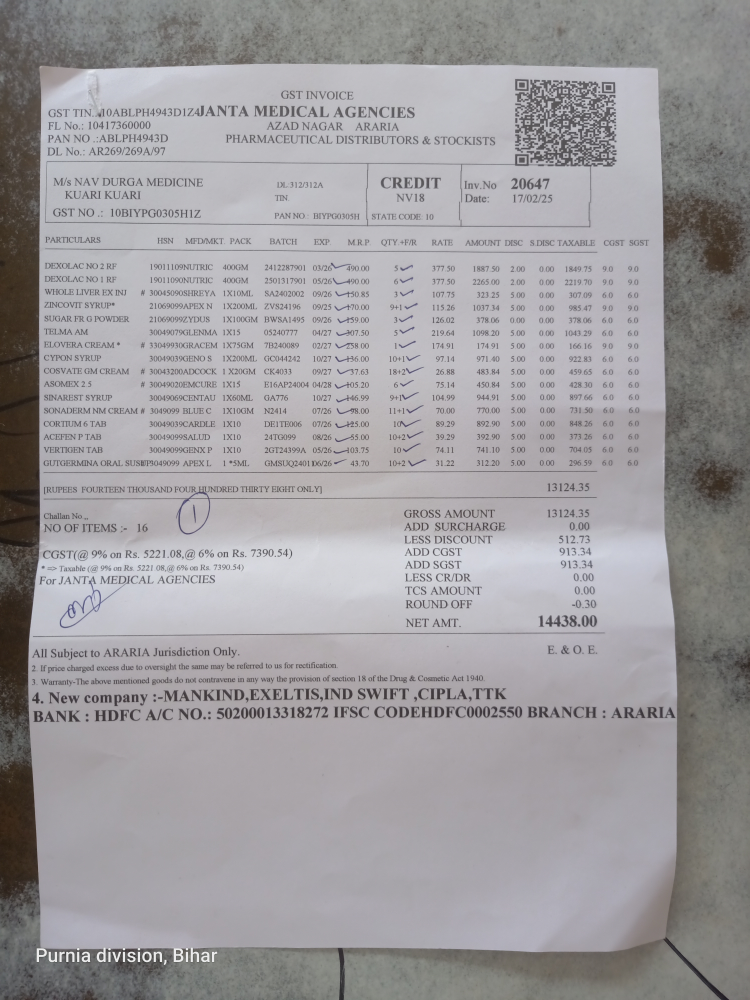 GST INVOICE
GST TIN.:10ABLPH4943D1Z4 JANTA MEDICAL AGENCIES
FL No.: 10417360000 AZAD NAGAR ARARIA
PAN NO .:ABLPH4943D PHARMACEUTICAL DISTRIBUTORS & STOCKISTS
DL No.: AR269/269A/97
M/s NAV DURGA MEDICINE 1X.312/312A CREDIT Inv.No 20647
KUARI KUARI TIN. NV18 Date: 17/02/25
GST NO .: 10BIYPG0305H1Z PAN NO : BIYPG0305H STATE CODE: 10
PARTICULARS HSN MFD/MKT. PACK BATCH EXP M.R.P. QTY.+F/R RATE AMOUNT DISC S.DISC TAXABLE CGST SGST
DEXOLAC NO 2 RF 19011109NUTRIC 400GM 2412287901 03/26 490.00 5 377.50 1887.50 2.00 0.00 1849.75 9.0 9.0
DEXOLAC NO 1 RF 19011090NUTRIC 400GM 2501517901 05/26 490.00 6 377.50 2265.00 2.00 0.00 2219.70 9.0 9.0
WHOLE LIVER EX INJ # 30045090SHREYA 1X10ML SA2402002 09/26 150.85 3 107.75 323.25 5.00 0.00 307.09 6.0 6.0
ZINCOVIT SYRUP* 21069099APEX N 1X200ML ZVS24196 09/25 170.00 9+1 115.26 1037.34 5.00 0.00 985.47 9.0 9.0
SUGAR FR G POWDER 21069099ZYDUS 1X100GM BWSA1495 09/26 159.00 3 126.02 378.06 0.00 0.00 378.06 6.0 6.0
TELMA AM 30049079GLENMA 1X15 05240777 04/27 307.50 5 219.64 1098.20 5.00 0.00 1043.29 6.0 6.0
ELOVERA CREAM * # 33049930GRACEM 1X75GM 7B240089 02/27 258.00 1 174.91 174.91 5.00 0.00 166.16 9.0 9.0
CYPON SYRUP 30049039GENO S 1X200ML GC044242 10/27 136.00 10+1 97.14 971.40 5.00 0.00 922.83 6.0 6.0
COSVATE GM CREAM # 30043200ADCOCK 1 X20GM CK4033 09/27 37.63 18+2 26.88 483.84 5.00 0.00 459.65 6.0 6.0
ASOMEX 2.5 # 30049020EMCURE 1X15 E16AP24004 04/28 105.20 6 75.14 450.84 5.00 0.00 428.30 6.0 6.0
SINAREST SYRUP # 30049069CENTAU 1X60ML GA776 10/27 146.99 9+1 104.99 944.91 5.00 0.00 897.66 6.0 6.0
SONADERM NM CREAM # 3049099 BLUE C 1X10GM N2414 07/26 98.00 11+1 70.00 770.00 5.00 0.00 731.50 6.0 6.0
CORTIUM 6 TAB 30049039CARDLE 1X10 DE1TE006 07/26 125.00 10 89.29 892.90 5.00 0.00 848.26 6.0 6.0
ACEFEN P TAB 30049099SALUD 1X10 24TG099 08/26 55.00 10+2 39.29 392.90 5.00 0.00 373.26 6.0 6.0
VERTIGEN TAB 30049099GENX P 1X10 2GT24399A 05/26 103.75 10 74.11 741.10 5.00 0.00 704.05 6.0 6.0
GUTGERMINA ORAL SUSP 3049099 APEX L 1 *5ML GMSUQ24011 06/26 43.70 10+2 31.22 312.20 5.00 0.00 296.59 6.0 6.0
[RUPEES FOURTEEN THOUSAND FOUR HUNDRED THIRTY EIGHT ONLY] 13124.35
1
Challan No.,, GROSS AMOUNT 13124.35
NO OF ITEMS :- 16 ADD SURCHARGE 0.00
LESS DISCOUNT 512.73
CGST(@ 9% on Rs. 5221.08,@ 6% on Rs. 7390.54) ADD CGST 913.34
* => Taxable (@ 9% on Rs. 5221.08,@ 6% on Rs. 7390.54) ADD SGST 913.34
For JANTA MEDICAL AGENCIES LESS CR/DR 0.00
TCS AMOUNT 0.00
ROUND OFF -0.30
NET AMT. 14438.00
All Subject to ARARIA Jurisdiction Only. E. & O. E.
2. If price charged excess due to oversight the same may be referred to us for rectification.
3. Warranty-The above mentioned goods do not contravene in any way the provision of section 18 of the Drug & Cosmetic Act 1940.
4. New company :-MANKIND,EXELTIS,IND SWIFT ,CIPLA,TTK
BANK : HDFC A/C NO.: 50200013318272 IFSC CODEHDFC0002550 BRANCH : ARARIA
Purnia division, Bihar